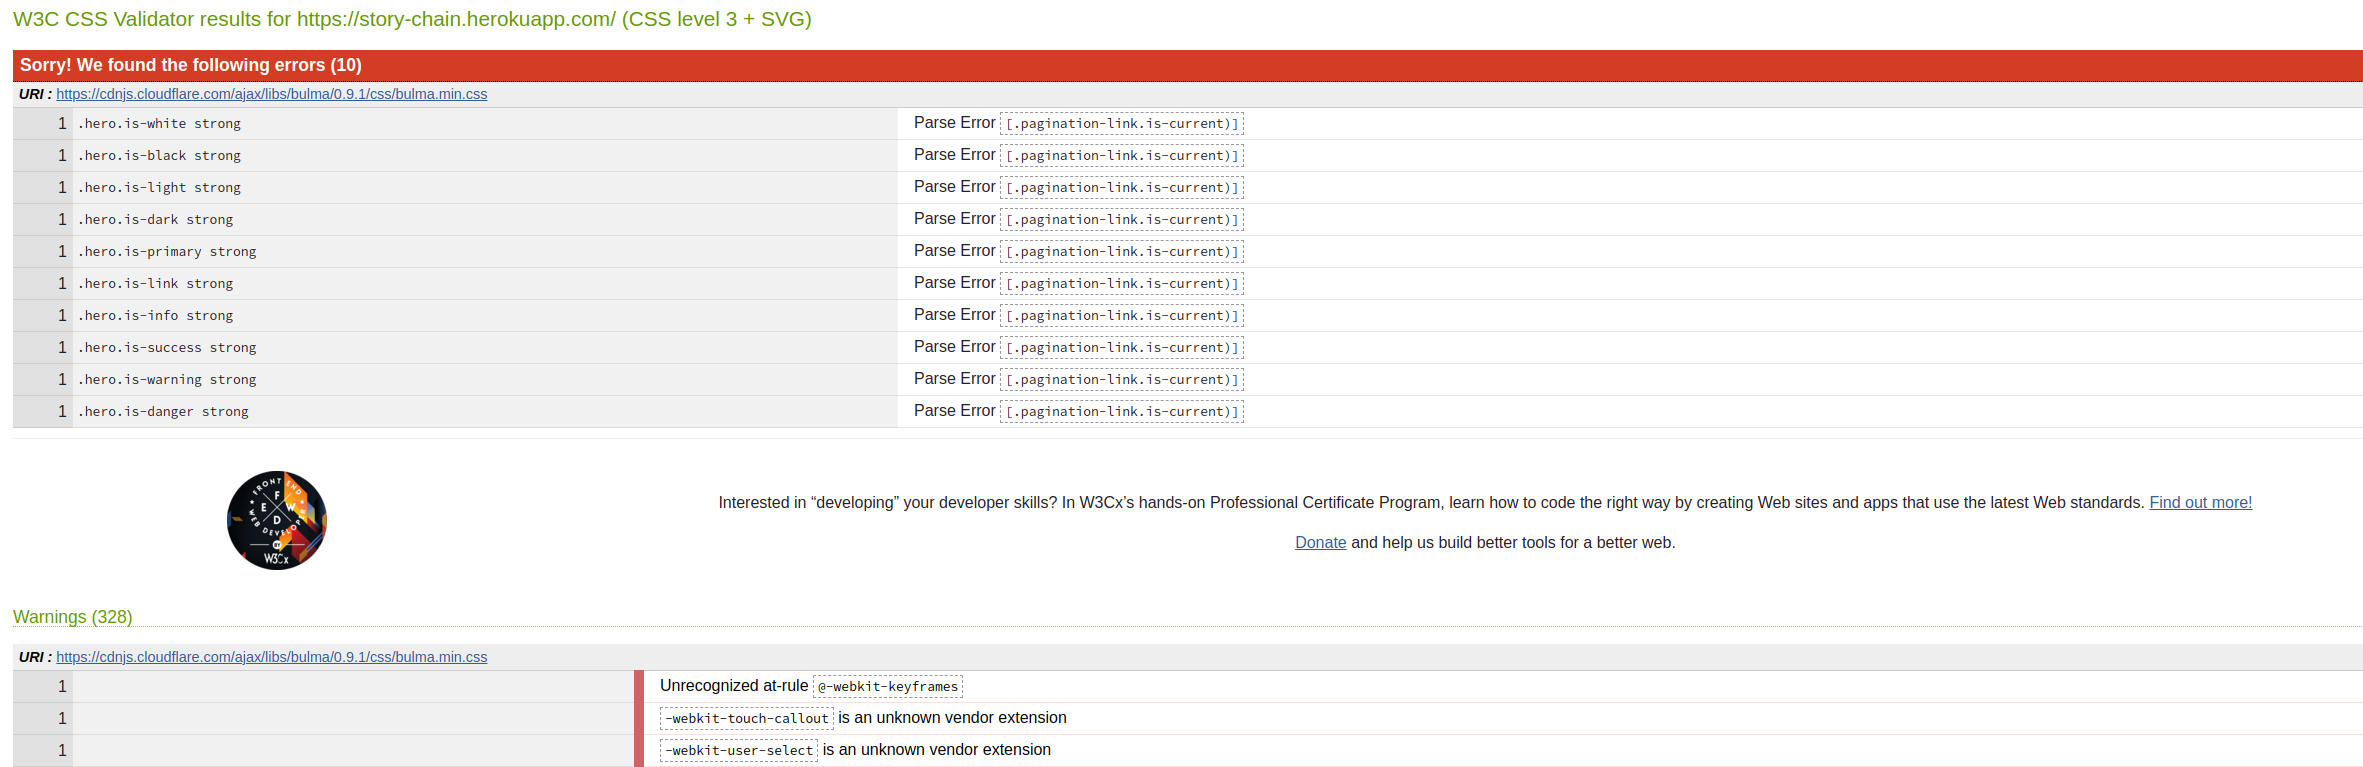 W3C CSS Validator results for https://story-chain.herokuapp.com/ (CSS level 3 + SVG)
Sorry! We found the following errors (10)
URI : https://cdnjs.cloudflare.com/ajax/libs/bulma/0.9.1/css/bulma.min.css
1 .hero.is-white strong Parse Error [.pagination-link.is-current)]
1 .hero.is-black strong Parse Error [.pagination-link.is-current)]
1 .hero.is-light strong Parse Error [.pagination-link.is-current)]
1 .hero.is-dark strong Parse Error [.pagination-link.is-current)]
1 .hero.is-primary strong Parse Error [.pagination-link.is-current)]
1 .hero.is-link strong Parse Error [.pagination-link.is-current)]
1 .hero.is-info strong Parse Error [.pagination-link.is-current)]
1 .hero.is-success strong Parse Error [.pagination-link.is-current)]
1 .hero.is-warning strong Parse Error [.pagination-link.is-current)]
1 .hero.is-danger strong Parse Error [.pagination-link.is-current)]
FRONT END
WEB DEVELOPER
F
E W
D
W3Cx
Interested in “developing” your developer skills? In W3Cx’s hands-on Professional Certificate Program, learn how to code the right way by creating Web sites and apps that use the latest Web standards. Find out more!
Donate and help us build better tools for a better web.
Warnings (328)
URI : https://cdnjs.cloudflare.com/ajax/libs/bulma/0.9.1/css/bulma.min.css
1 Unrecognized at-rule @-webkit-keyframes
1 -webkit-touch-callout is an unknown vendor extension
1 -webkit-user-select is an unknown vendor extension